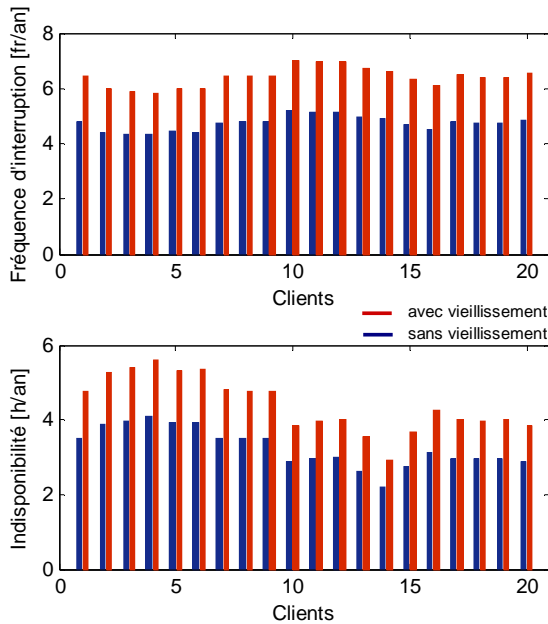 Fréquence d'interruption [fr/an]
8
6
4
2
0
0 5 10 15 20
Clients
avec vieillissement
sans vieillissement
Indisponibilité [h/an]
6
4
2
0
0 5 10 15 20
Clients